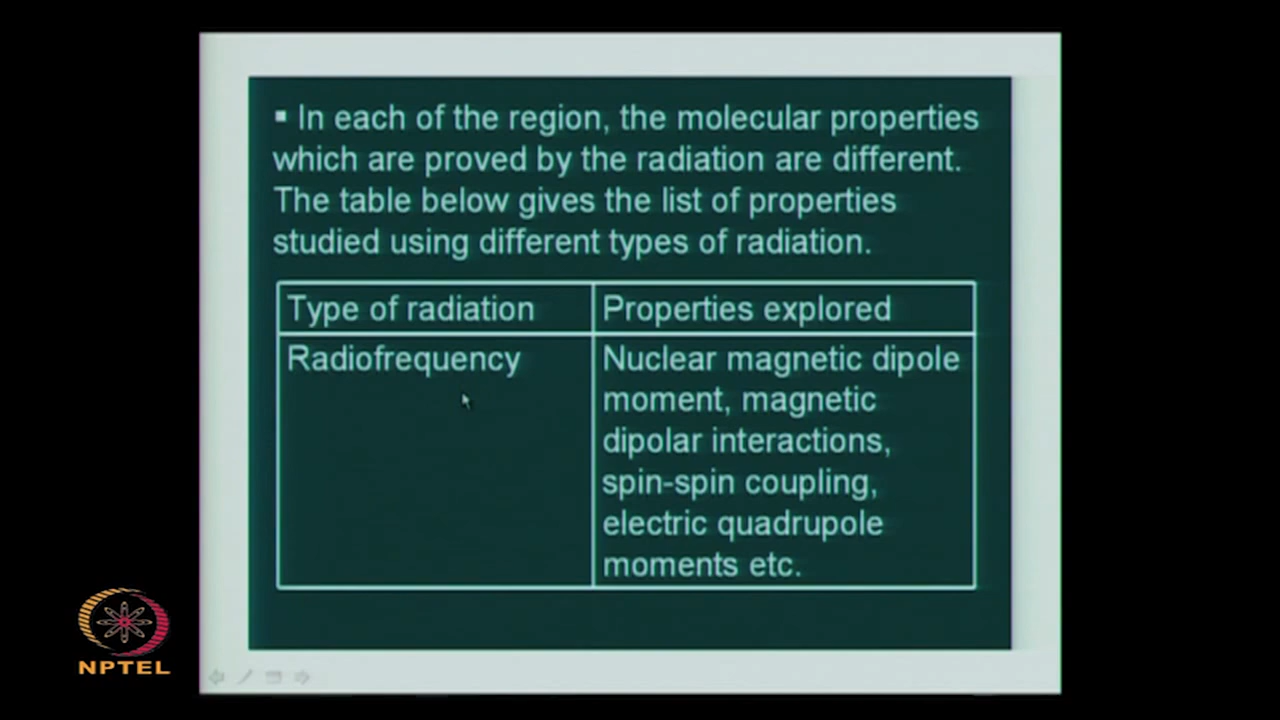 ▪ In each of the region, the molecular properties
which are proved by the radiation are different.
The table below gives the list of properties
studied using different types of radiation.
Type of radiation
Properties explored
Radiofrequency
Nuclear magnetic dipole
moment, magnetic
dipolar interactions,
spin-spin coupling,
electric quadrupole
moments etc.
NPTEL